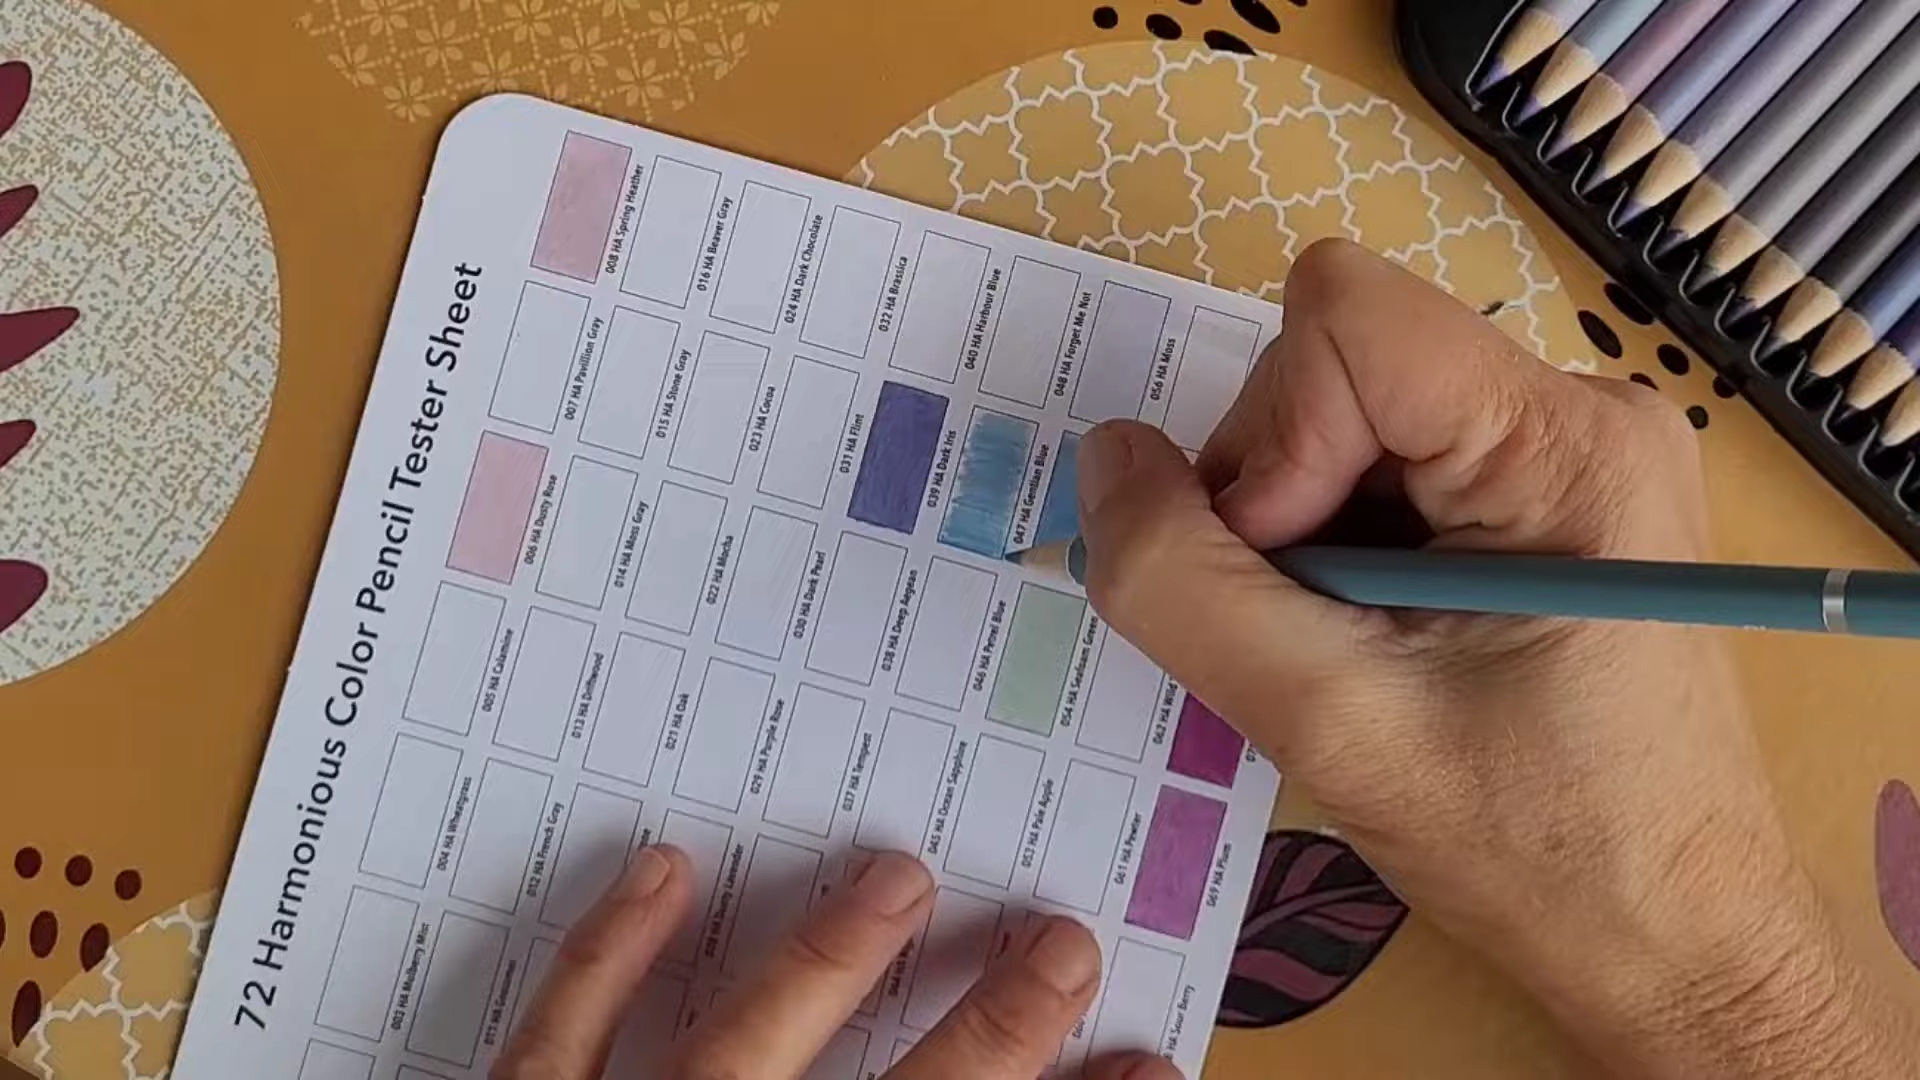 72 Harmonious Color Pencil Tester Sheet
008 HA Spring Heather
016 HA Beaver Gray
024 HA Dark Chocolate
032 HA Brassica
040 HA Harbour Blue
048 HA Forget Me Not
056 HA Moss
007 HA Pavillion Gray
015 HA Stone Gray
023 HA Cocoa
031 HA Flint
039 HA Dark Iris
047 HA Gentian Blue
006 HA Dusty Rose
014 HA Moss Gray
022 HA Mocha
030 HA Dark Pearl
038 HA Deep Aegean
046 HA Petrel Blue
054 HA Seafoam Green
062 HA Wild
005 HA Calamine
013 HA Driftwood
021 HA Oak
029 HA Purple Rose
037 HA Tempest
045 HA Ocean Sapphire
053 HA Pale Apple
061 HA Pewter
069 HA Plum
004 HA Wheatgrass
012 HA French Gray
HA Dusty Lavender
003 HA Mulberry Mist
HA Sour Berry